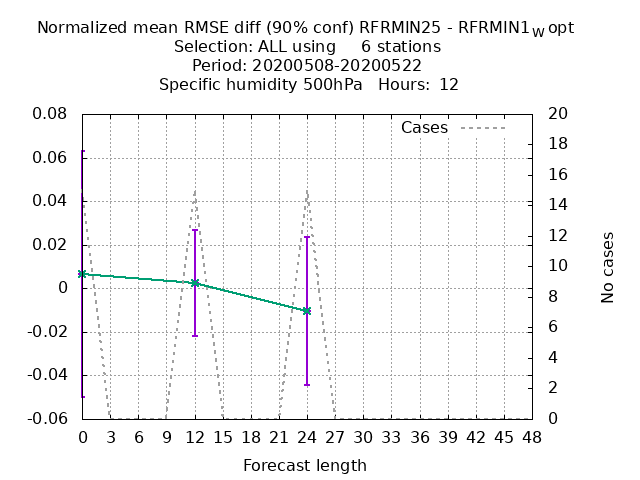 Normalized mean RMSE diff (90% conf) RFRMIN25 - RFRMIN1wopt
Selection: ALL using     6 stations
Period: 20200508-20200522
Specific humidity 500hPa   Hours:  12
Cases
0.08
0.06
0.04
0.02
0
-0.02
-0.04
-0.06
20
18
16
14
12
10
8
6
4
2
0
No cases
0 3 6 9 12 15 18 21 24 27 30 33 36 39 42 45 48
Forecast length